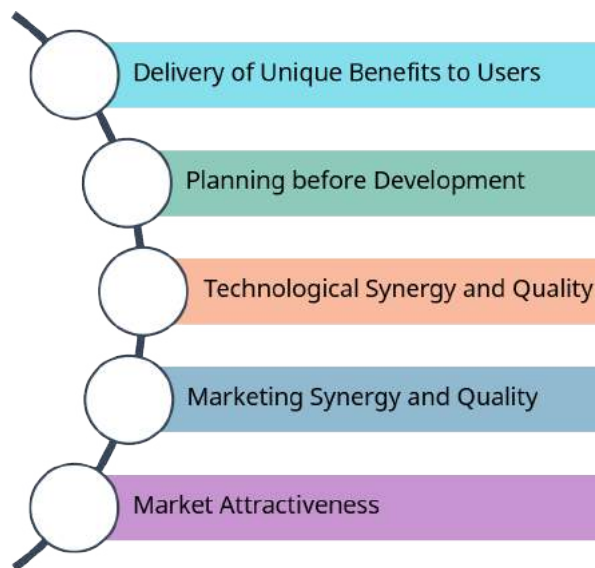 Delivery of Unique Benefits to Users
Planning before Development
Technological Synergy and Quality
Marketing Synergy and Quality
Market Attractiveness